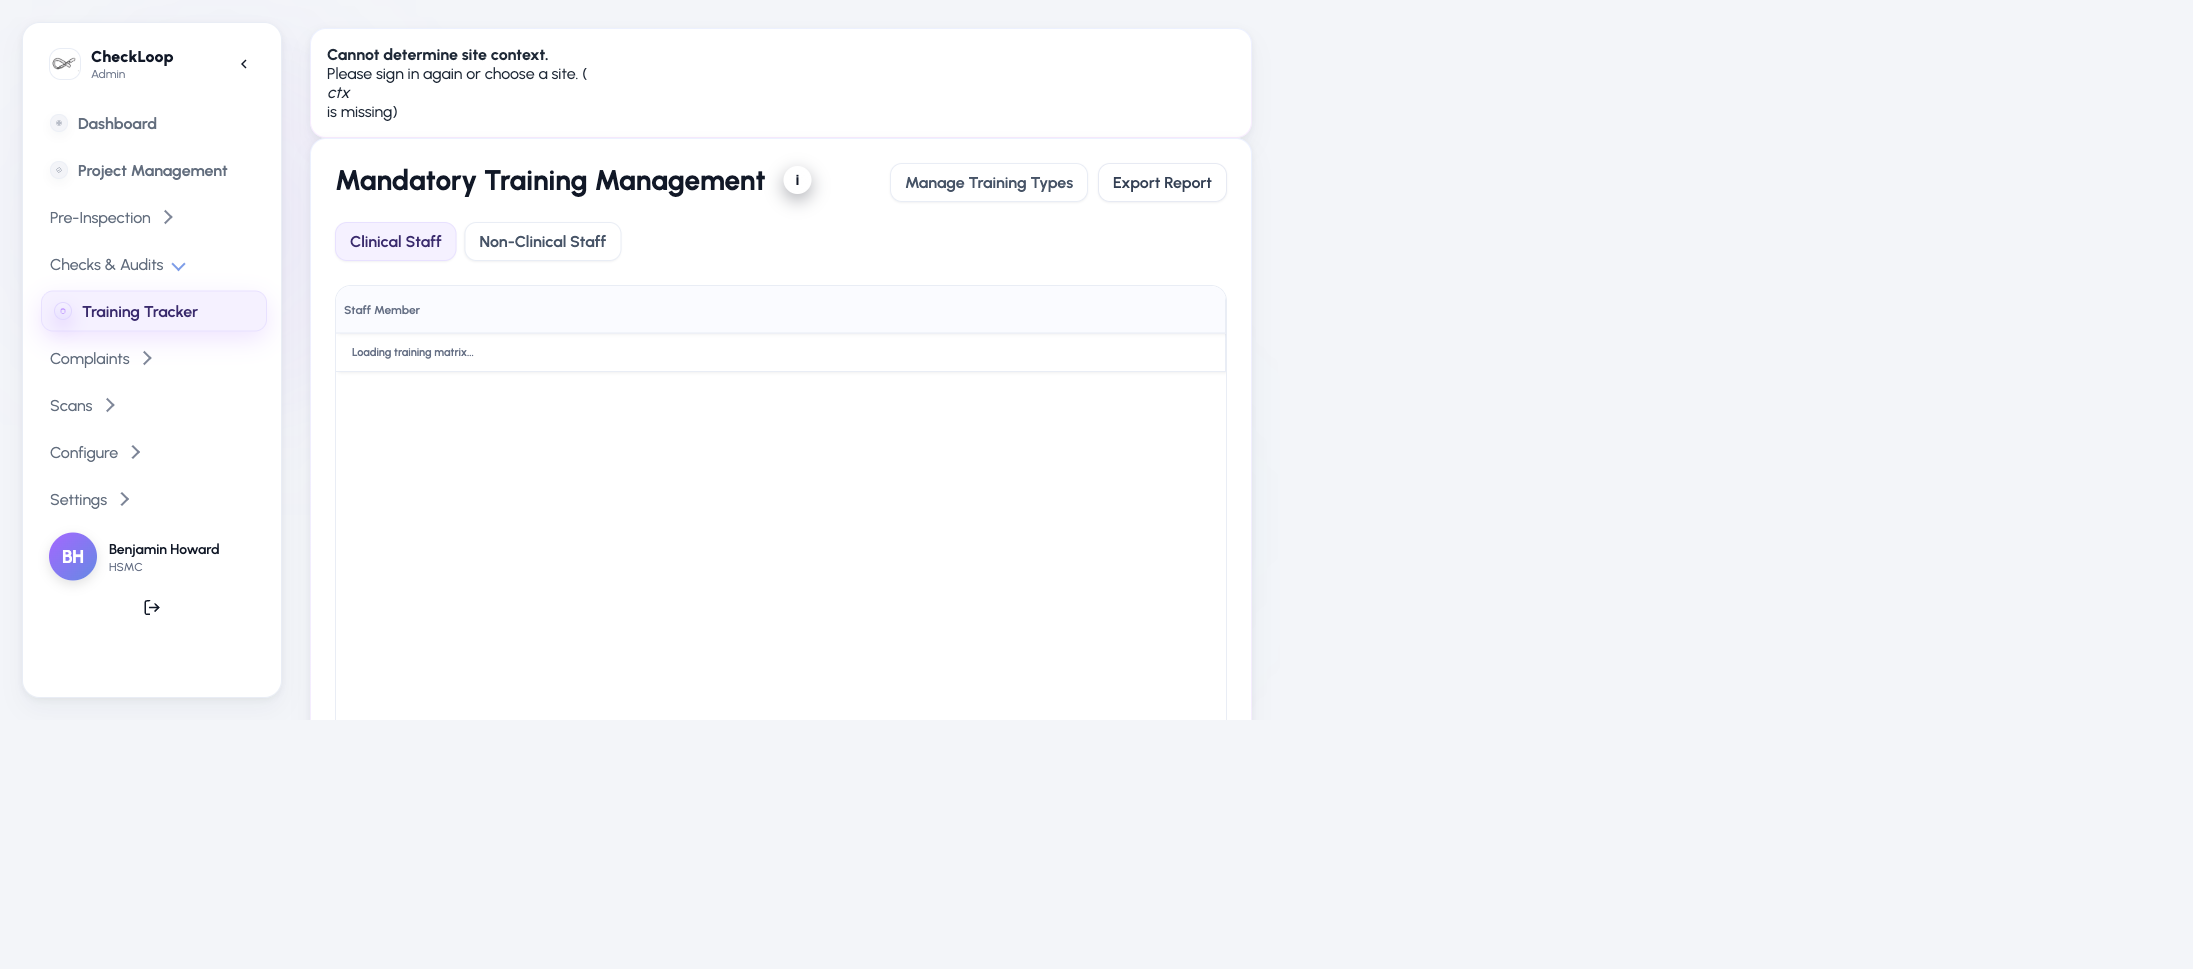 CheckLoop
Admin
Dashboard
Project Management
Pre-Inspection
Checks & Audits
Training Tracker
Complaints
Scans
Configure
Settings
BH
Benjamin Howard
HSMC
Cannot determine site context.
Please sign in again or choose a site. (
ctx
is missing)
Mandatory Training Management i
Manage Training Types
Export Report
Clinical Staff
Non-Clinical Staff
Staff Member
Loading training matrix...